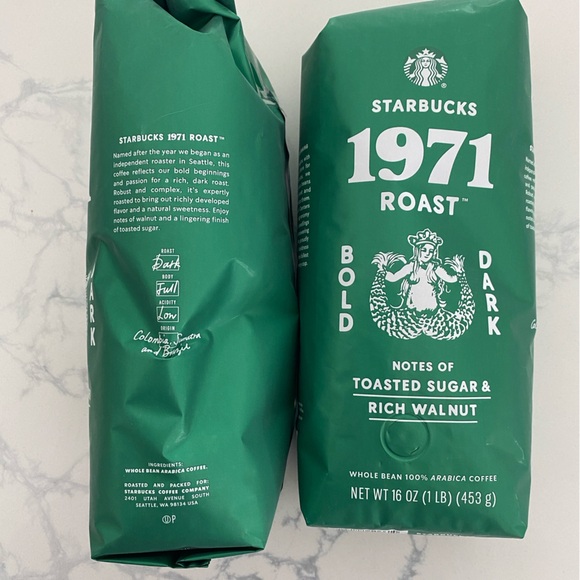 STARBUCKS 1971 ROAST™
Named after the year we began as an
independent roaster in Seattle, this
coffee reflects our bold beginnings
and passion for a rich, dark roast.
Robust and complex, it's expertly
roasted to bring out richly developed
flavor and natural sweetness. Enjoy
notes of walnut and a lingering finish
of toasted sugar.
ROAST
Dark
BODY
Full
ACIDITY
Low
ORIGIN
Colombia, Sumatra
and Brazil
DARK
INGREDIENTS:
WHOLE BEAN ARABICA COFFEE.
ROASTED AND PACKED FOR:
STARBUCKS COFFEE COMPANY
2401 UTAH AVENUE SOUTH
SEATTLE, WA 98134 USA
Ⓤ P
®
STARBUCKS
1971
ROAST™
BOLD
DARK
NOTES OF
TOASTED SUGAR &
RICH WALNUT
WHOLE BEAN 100% ARABICA COFFEE
NET WT 16 OZ (1 LB) (453 g)